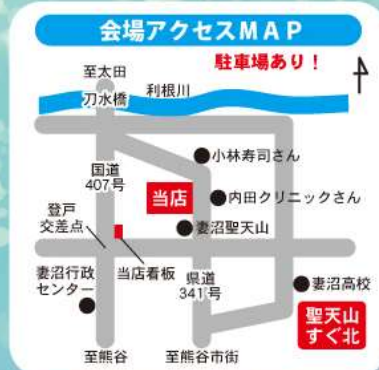 会場アクセスMAP
駐車場あり！
至太田
刀水橋
利根川
小林寿司さん
国道
407号
当店
内田クリニックさん
登戸
交差点
妻沼聖天山
妻沼行政
センター
当店看板
県道
341号
妻沼高校
聖天山
すぐ北
至熊谷
至熊谷市街